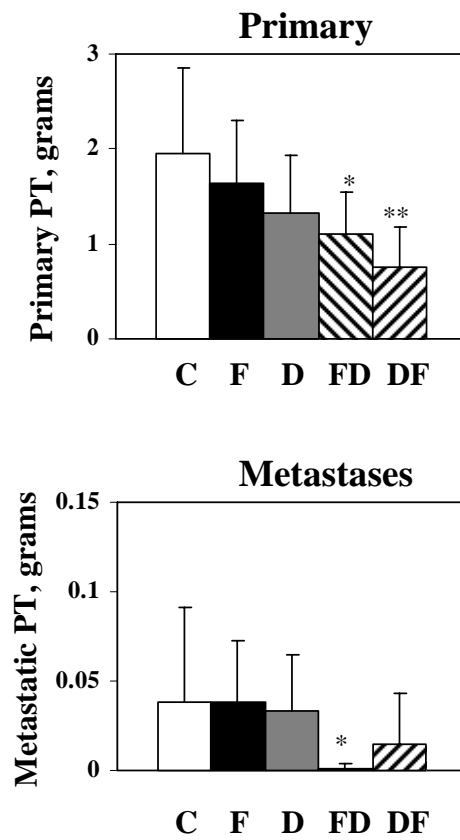 Primary
Primary PT, grams
3
2
1
0
*
**
C F D FD DF
Metastases
Metastatic PT, grams
0.15
0.1
0.05
0
*
C F D FD DF